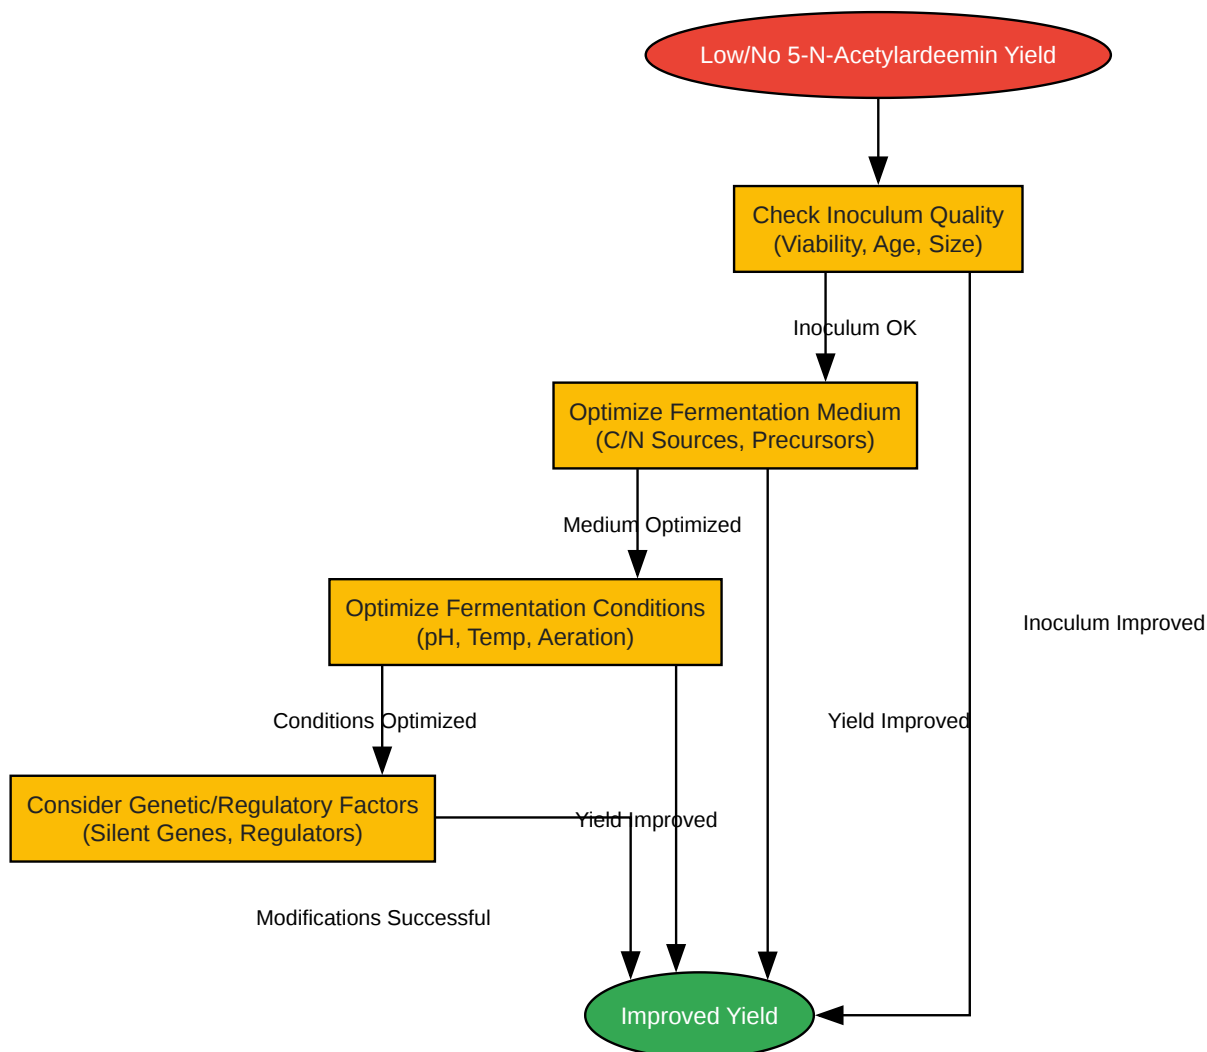 Low/No 5-N-Acetylardeemin Yield
Check Inoculum Quality
(Viability, Age, Size)
Inoculum OK
Optimize Fermentation Medium
(C/N Sources, Precursors)
Medium Optimized
Optimize Fermentation Conditions
(pH, Temp, Aeration)
Inoculum Improved
Conditions Optimized
Yield Improved
Consider Genetic/Regulatory Factors
(Silent Genes, Regulators)
Yield Improved
Modifications Successful
Improved Yield